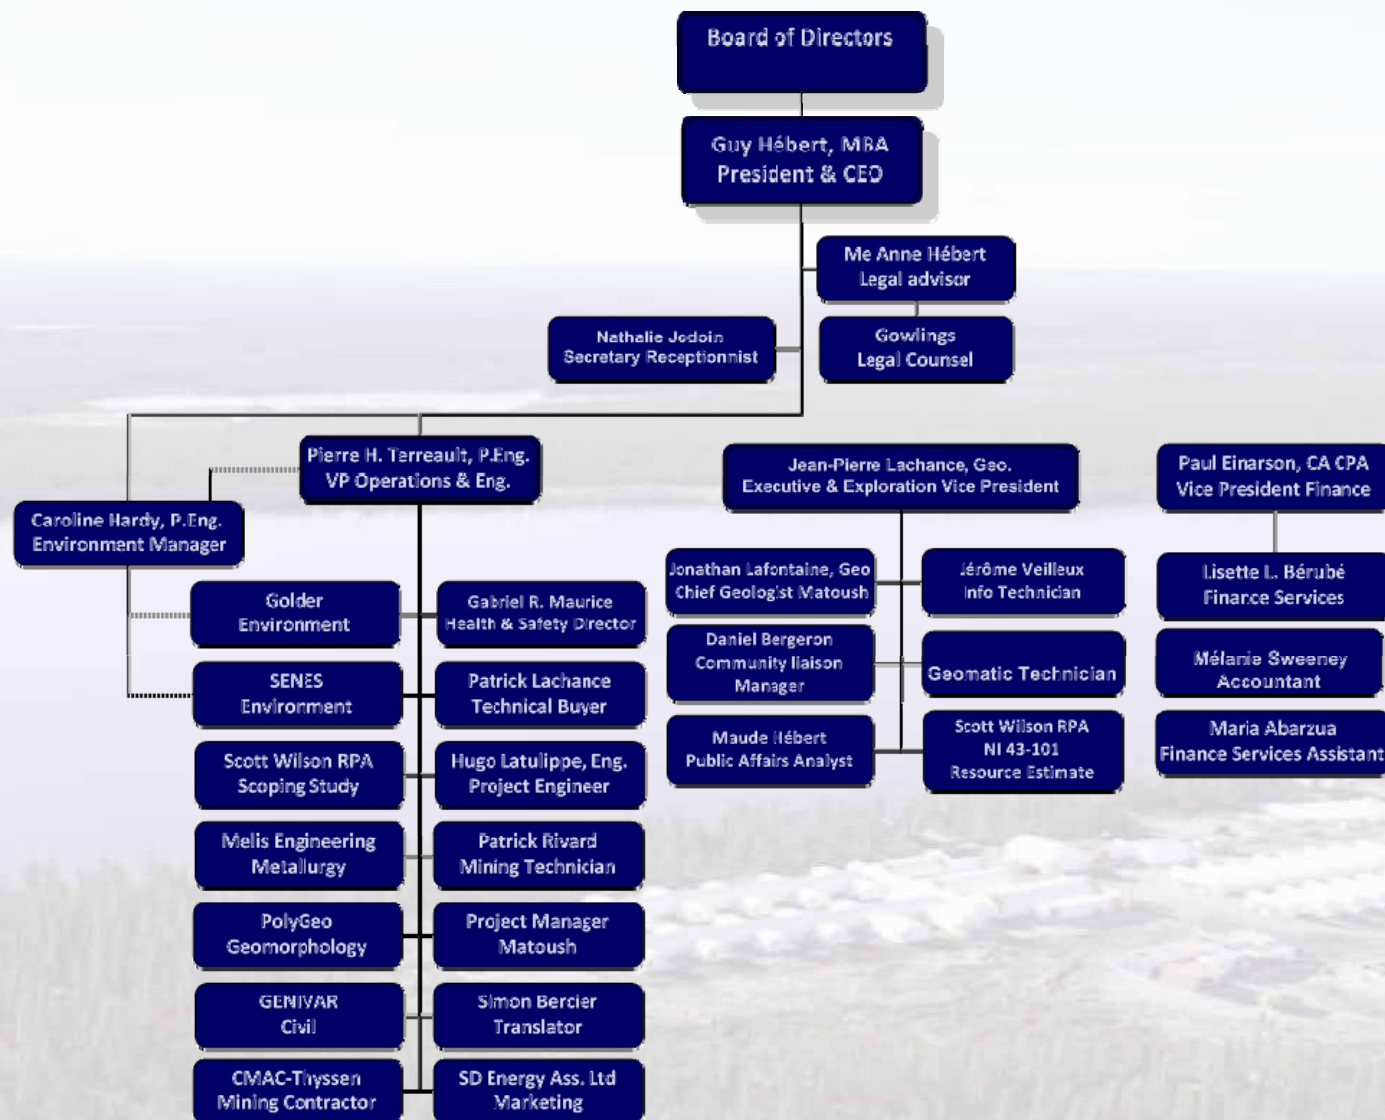 Board of Directors
Guy Hébert, MBA
President & CEO
Me Anne Hébert
Legal advisor
Nathalie Jodoin
Secretary Receptionnist
Gowlings
Legal Counsel
Pierre H. Terreault, P.Eng.
VP Operations & Eng.
Jean-Pierre Lachance, Geo.
Executive & Exploration Vice President
Paul Einarson, CA CPA
Vice President Finance
Caroline Hardy, P.Eng.
Environment Manager
Golder
Environment
Gabriel R. Maurice
Health & Safety Director
SENES
Environment
Patrick Lachance
Technical Buyer
Scott Wilson RPA
Scoping Study
Hugo Latulippe, Eng.
Project Engineer
Melis Engineering
Metallurgy
Patrick Rivard
Mining Technician
PolyGeo
Geomorphology
Project Manager
Matoush
GENIVAR
Civil
Simon Bercier
Translator
CMAC-Thyssen
Mining Contractor
SD Energy Ass. Ltd
Marketing
Jonathan Lafontaine, Geo
Chief Geologist Matoush
Jérôme Veilleux
Info Technician
Daniel Bergeron
Community liaison
Manager
Geomatic Technician
Maude Hébert
Public Affairs Analyst
Scott Wilson RPA
NI 43-101
Resource Estimate
Lisette L. Bérubé
Finance Services
Mélanie Sweeney
Accountant
Maria Abarzua
Finance Services Assistant